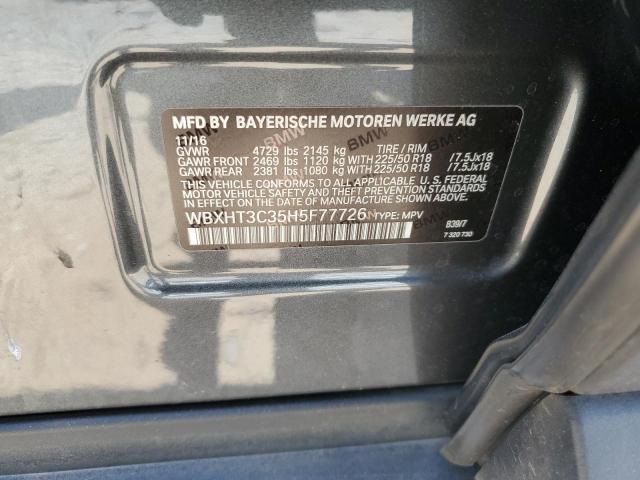 MFD BY BAYERISCHE MOTOREN WERKE AG
11/16
GVWR 4729 lbs 2145 kg TIRE / RIM
GAWR FRONT 2469 lbs 1120 kg WITH 225/50 R18 /7.5Jx18
GAWR REAR 2381 lbs 1080 kg WITH 225/50 R18 /7.5Jx18
THIS VEHICLE CONFORMS TO ALL APPLICABLE U. S. FEDERAL
MOTOR VEHICLE SAFETY AND THEFT PREVENTION STANDARDS
IN EFFECT ON THE DATE OF MANUFACTURE SHOWN ABOVE.
WBXHT3C35H5F77726 TYPE: MPV
B39/7
7 320 730